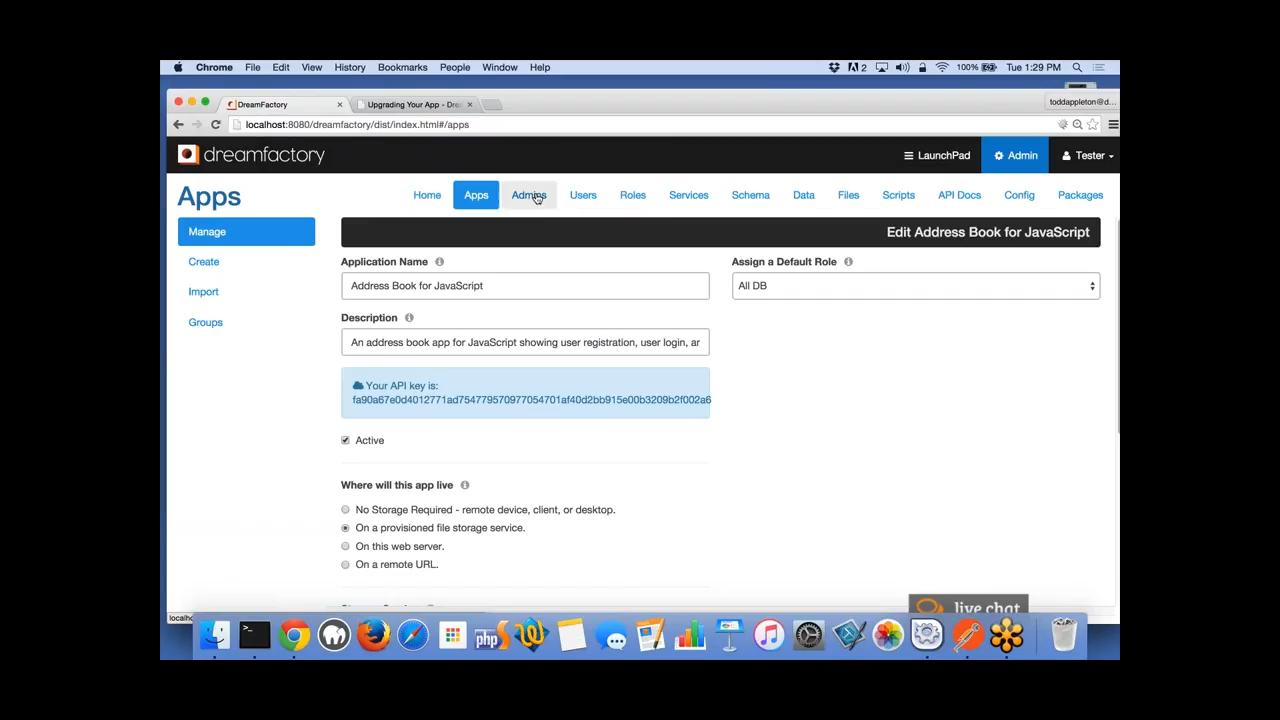 Chrome File Edit View History Bookmarks People Window Help 2 100% Tue 1:29 PM
DreamFactory Upgrading Your App - Dre toddappleton@d...
localhost:8080/dreamfactory/dist/index.html#/apps
dreamfactory LaunchPad Admin Tester
Apps Home Apps Admins Users Roles Services Schema Data Files Scripts API Docs Config Packages
Manage Edit Address Book for JavaScript
Create Application Name Assign a Default Role
Import Address Book for JavaScript All DB
Groups Description
An address book app for JavaScript showing user registration, user login, ar
Your API key is:
fa90a67e0d4012771ad754779570977054701af40d2bb915e00b3209b2f002a6
Active
Where will this app live
No Storage Required - remote device, client, or desktop.
On a provisioned file storage service.
On this web server.
On a remote URL.
live chat
localho
php